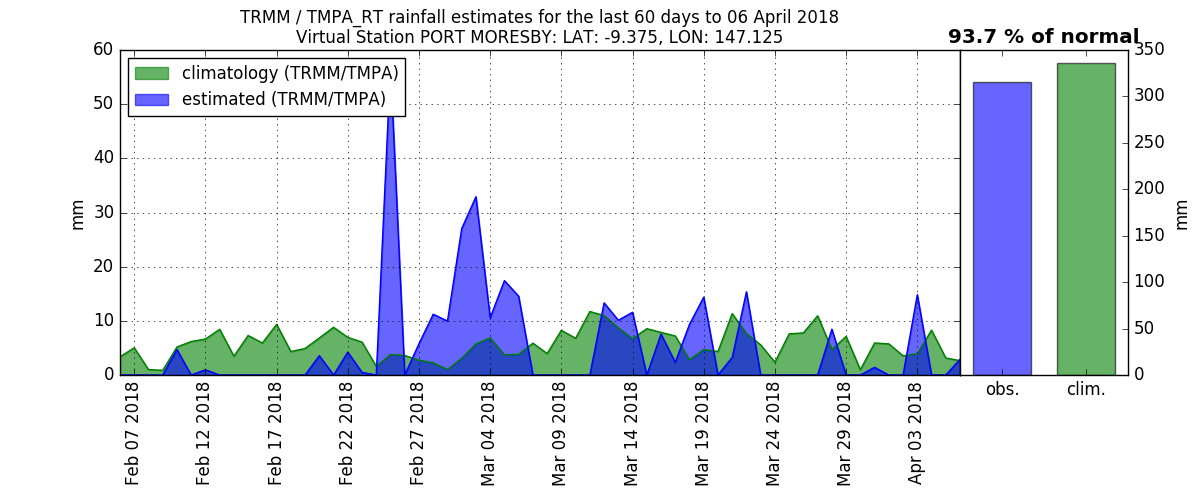 TRMM / TMPA_RT rainfall estimates for the last 60 days to 06 April 2018
Virtual Station PORT MORESBY: LAT: -9.375, LON: 147.125
93.7 % of normal
climatology (TRMM/TMPA)
estimated (TRMM/TMPA)
60
50
40
30
20
10
0
mm
Feb 07 2018
Feb 12 2018
Feb 17 2018
Feb 22 2018
Feb 27 2018
Mar 04 2018
Mar 09 2018
Mar 14 2018
Mar 19 2018
Mar 24 2018
Mar 29 2018
Apr 03 2018
obs.
clim.
350
300
250
200
150
100
50
0
mm